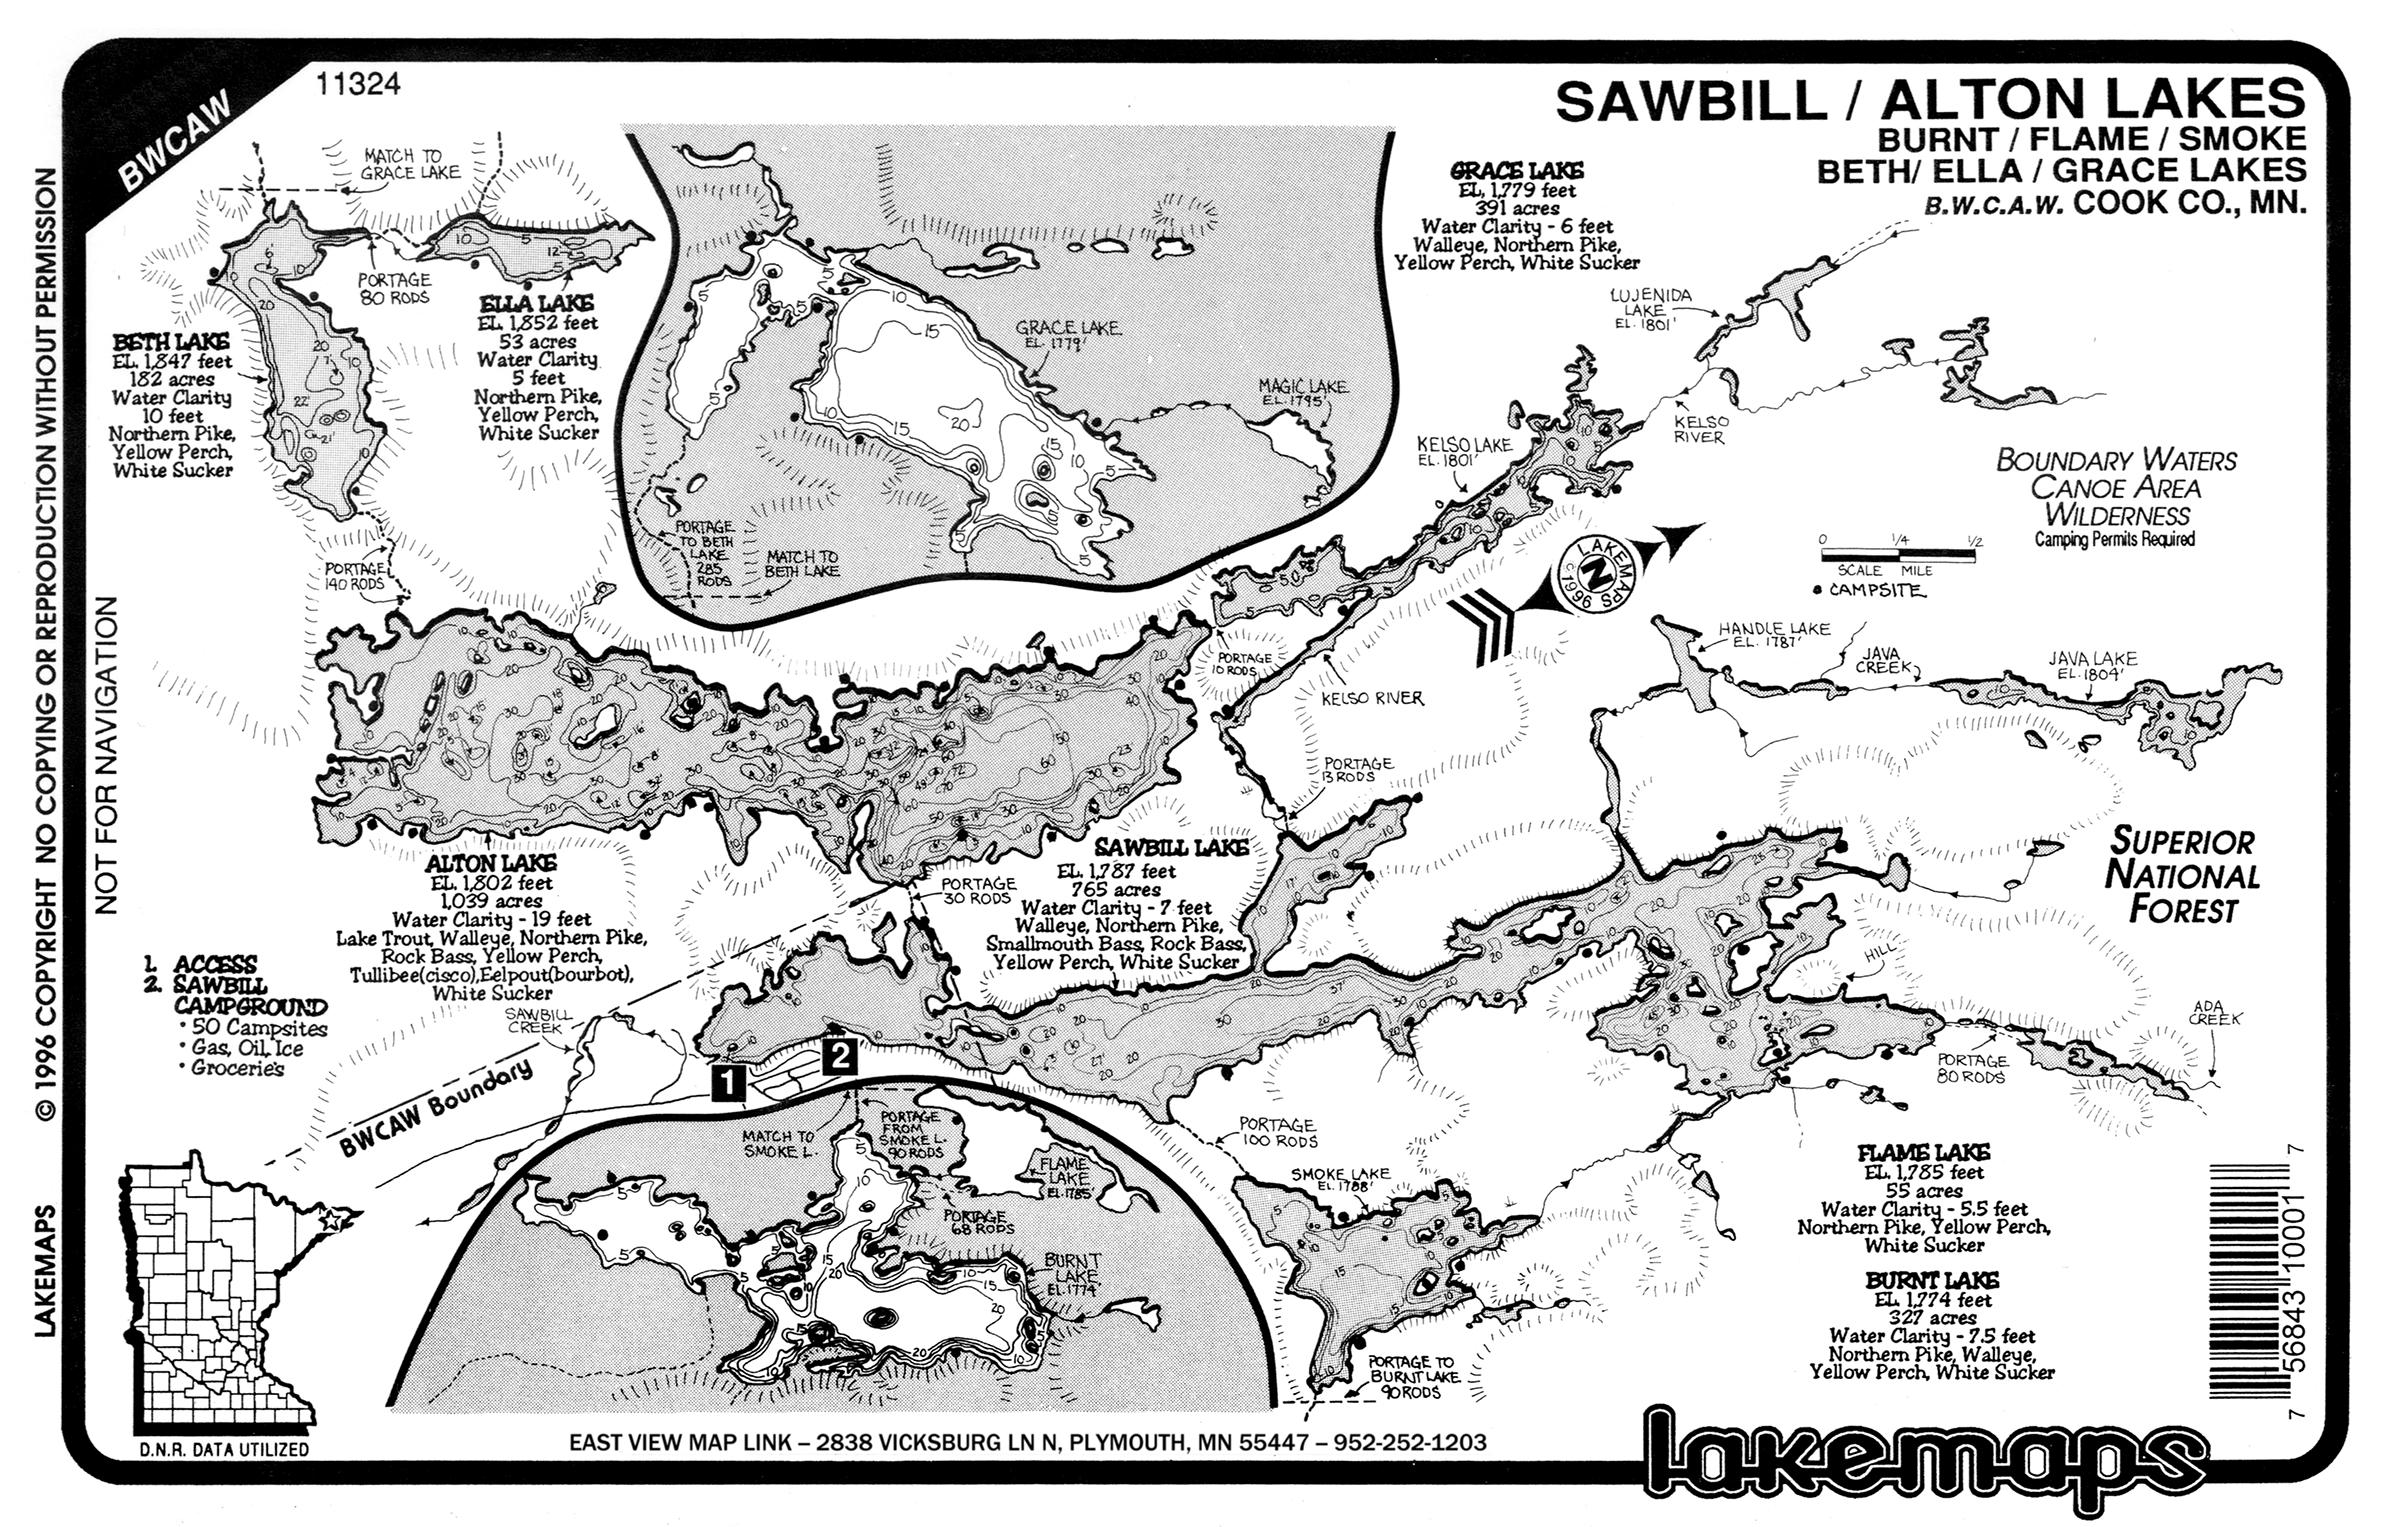 BWCAW
11324
SAWBILL / ALTON LAKES
BURNT / FLAME / SMOKE
BETH/ ELLA / GRACE LAKES
B.W.C.A.W. COOK CO., MN.
MATCH TO
GRACE LAKE
PORTAGE
80 RODS
BETH LAKE
EL. 1,847 feet
182 acres
Water Clarity
10 feet
Northern Pike,
Yellow Perch,
White Sucker
ELLA LAKE
EL. 1,852 feet
53 acres
Water Clarity
5 feet
Northern Pike,
Yellow Perch,
White Sucker
GRACE LAKE
EL. 1,779 feet
391 acres
Water Clarity - 6 feet
Walleye, Northern Pike,
Yellow Perch, White Sucker
GRACE LAKE
EL. 1779'
MAGIC LAKE
EL. 1795'
PORTAGE
TO BETH
LAKE
285
RODS
MATCH TO
BETH LAKE
LUJENIDA
LAKE
EL. 1801'
KELSO
RIVER
KELSO LAKE
EL. 1801'
BOUNDARY WATERS
CANOE AREA
WILDERNESS
Camping Permits Required
0 1/4 1/2
SCALE MILE
CAMPSITE
LAKEMAPS
N
©1996
PORTAGE
140 RODS
PORTAGE
10 RODS
KELSO RIVER
PORTAGE
13 RODS
HANDLE LAKE
EL. 1787'
JAVA
CREEK
JAVA LAKE
EL. 1804'
SUPERIOR
NATIONAL
FOREST
ALTON LAKE
EL. 1,802 feet
1,039 acres
Water Clarity - 19 feet
Lake Trout, Walleye, Northern Pike,
Rock Bass, Yellow Perch,
Tullibee(cisco),Eelpout(bourbot),
White Sucker
PORTAGE
30 RODS
SAWBILL LAKE
EL. 1,787 feet
765 acres
Water Clarity - 7 feet
Walleye, Northern Pike,
Smallmouth Bass, Rock Bass,
Yellow Perch, White Sucker
1. ACCESS
2. SAWBILL
CAMPGROUND
• 50 Campsites
• Gas, Oil, Ice
• Groceries
SAWBILL
CREEK
BWCAW Boundary
1
2
HILL
ADA
CREEK
PORTAGE
80 RODS
PORTAGE
100 RODS
MATCH TO
SMOKE L.
PORTAGE
FROM
SMOKE L.
90 RODS
FLAME
LAKE
EL. 1785'
PORTAGE
68 RODS
BURNT
LAKE
EL. 1774'
SMOKE LAKE
EL. 1788'
PORTAGE TO
BURNT LAKE
90 RODS
FLAME LAKE
EL. 1,785 feet
55 acres
Water Clarity - 5.5 feet
Northern Pike, Yellow Perch,
White Sucker
BURNT LAKE
EL. 1,774 feet
327 acres
Water Clarity - 7.5 feet
Northern Pike, Walleye,
Yellow Perch, White Sucker
D.N.R. DATA UTILIZED
EAST VIEW MAP LINK – 2838 VICKSBURG LN N, PLYMOUTH, MN 55447 – 952-252-1203
lakemaps
7 56843 10001 7
NOT FOR NAVIGATION
LAKEMAPS © 1996 COPYRIGHT NO COPYING OR REPRODUCTION WITHOUT PERMISSION